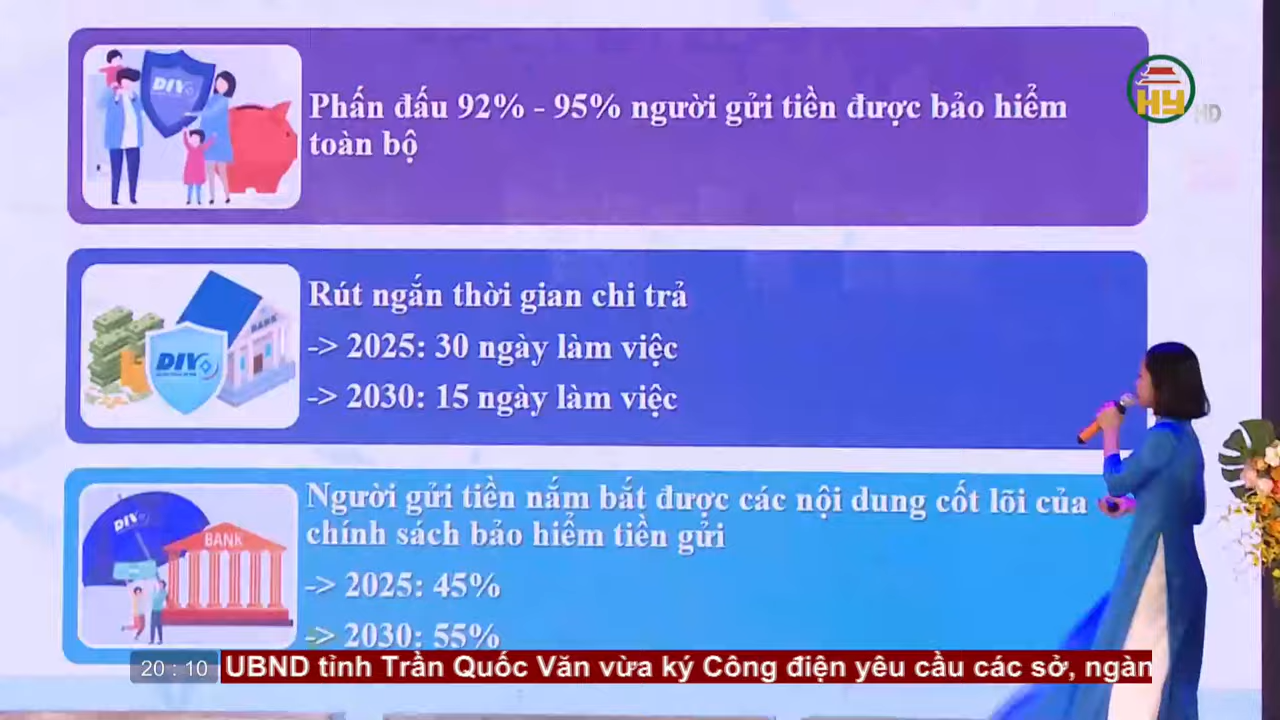 DIV
Phấn đấu 92% - 95% người gửi tiền được bảo hiểm
toàn bộ
HY
HD
BANK
DIV
Rút ngắn thời gian chi trả
-> 2025: 30 ngày làm việc
-> 2030: 15 ngày làm việc
DIV
BANK
Người gửi tiền nắm bắt được các nội dung cốt lõi của
chính sách bảo hiểm tiền gửi
-> 2025: 45%
-> 2030: 55%
20 : 10 UBND tỉnh Trần Quốc Văn vừa ký Công điện yêu cầu các sở, ngàn